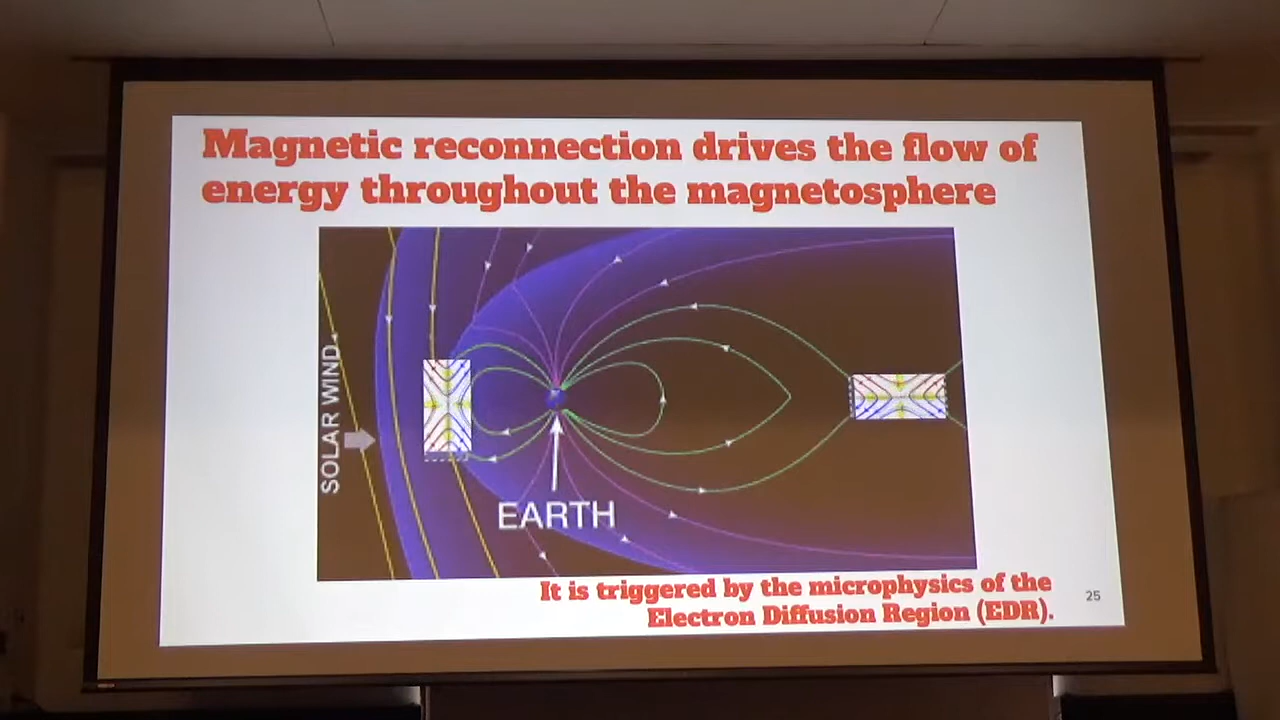 Magnetic reconnection drives the flow of
energy throughout the magnetosphere
SOLAR WIND
EARTH
It is triggered by the microphysics of the
Electron Diffusion Region (EDR).
25